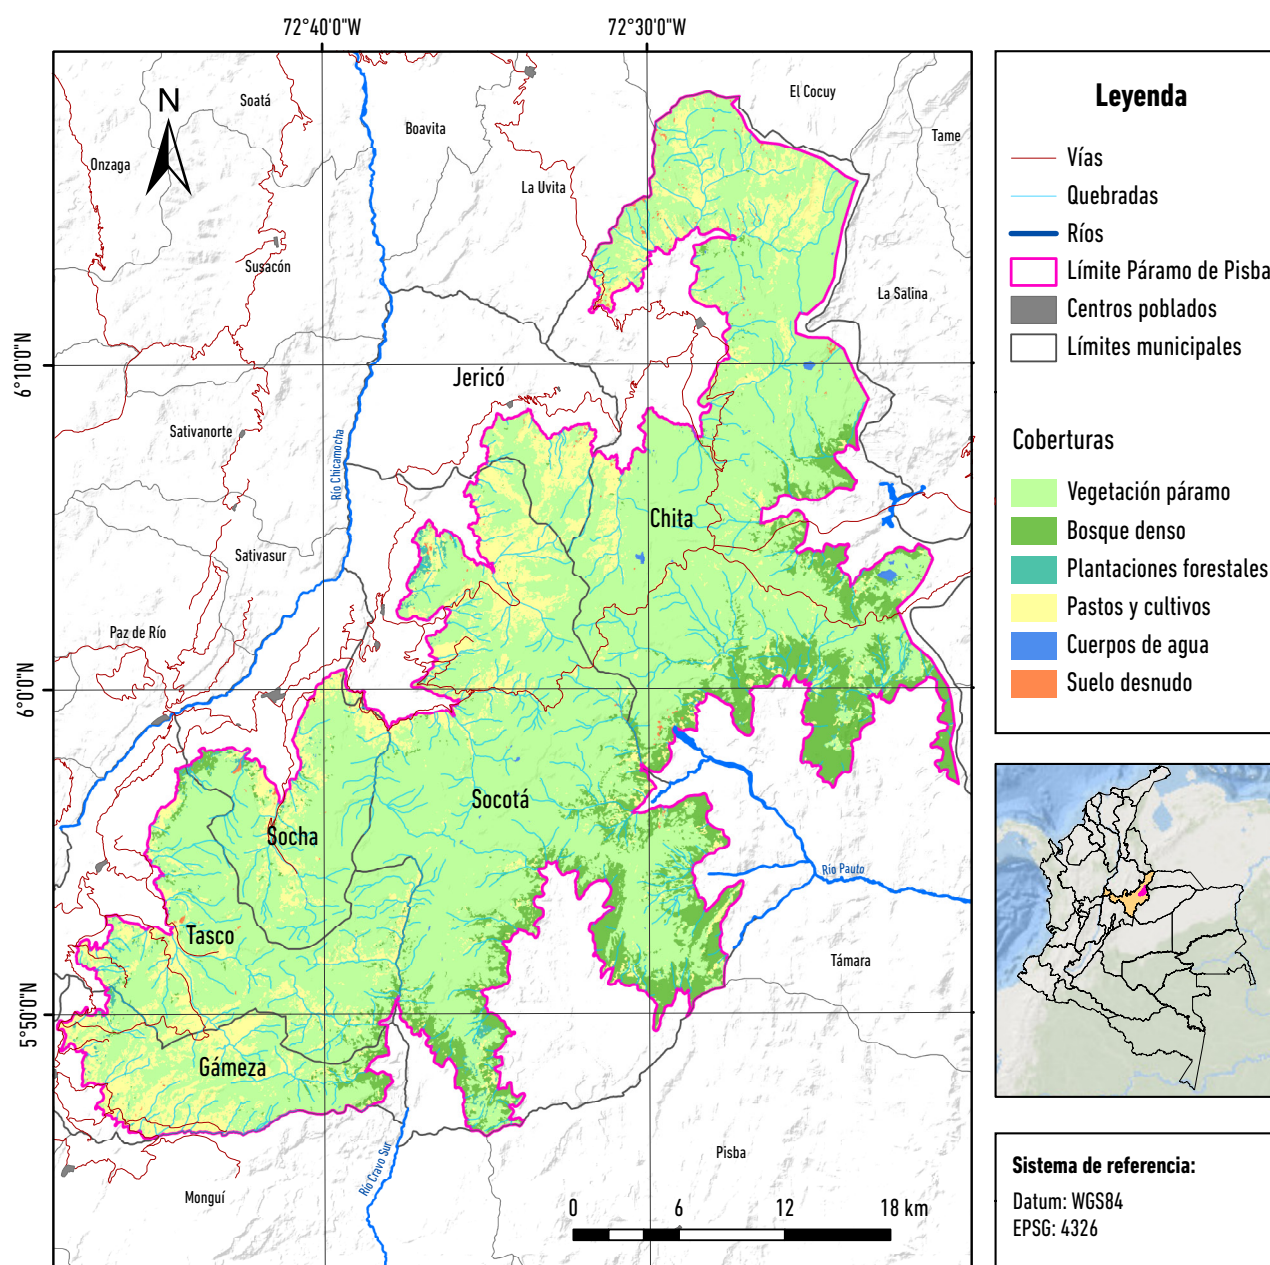 72°40'0"W
72°30'0"W
N
Soatá
Onzaga
Boavita
La Uvita
El Cocuy
Tame
Susacón
La Salina
6°10'0"N
Jericó
Sativanorte
Río Chicamocha
Chita
Sativasur
Paz de Río
6°0'0"N
Socotá
Socha
Río Pauto
Tasco
Támara
5°50'0"N
Gámeza
Río Cravo Sur
Pisba
Monguí
0 6 12 18 km
Leyenda
Vías
Quebradas
Ríos
Límite Páramo de Pisba
Centros poblados
Límites municipales
Coberturas
Vegetación páramo
Bosque denso
Plantaciones forestales
Pastos y cultivos
Cuerpos de agua
Suelo desnudo
Sistema de referencia:
Datum: WGS84
EPSG: 4326